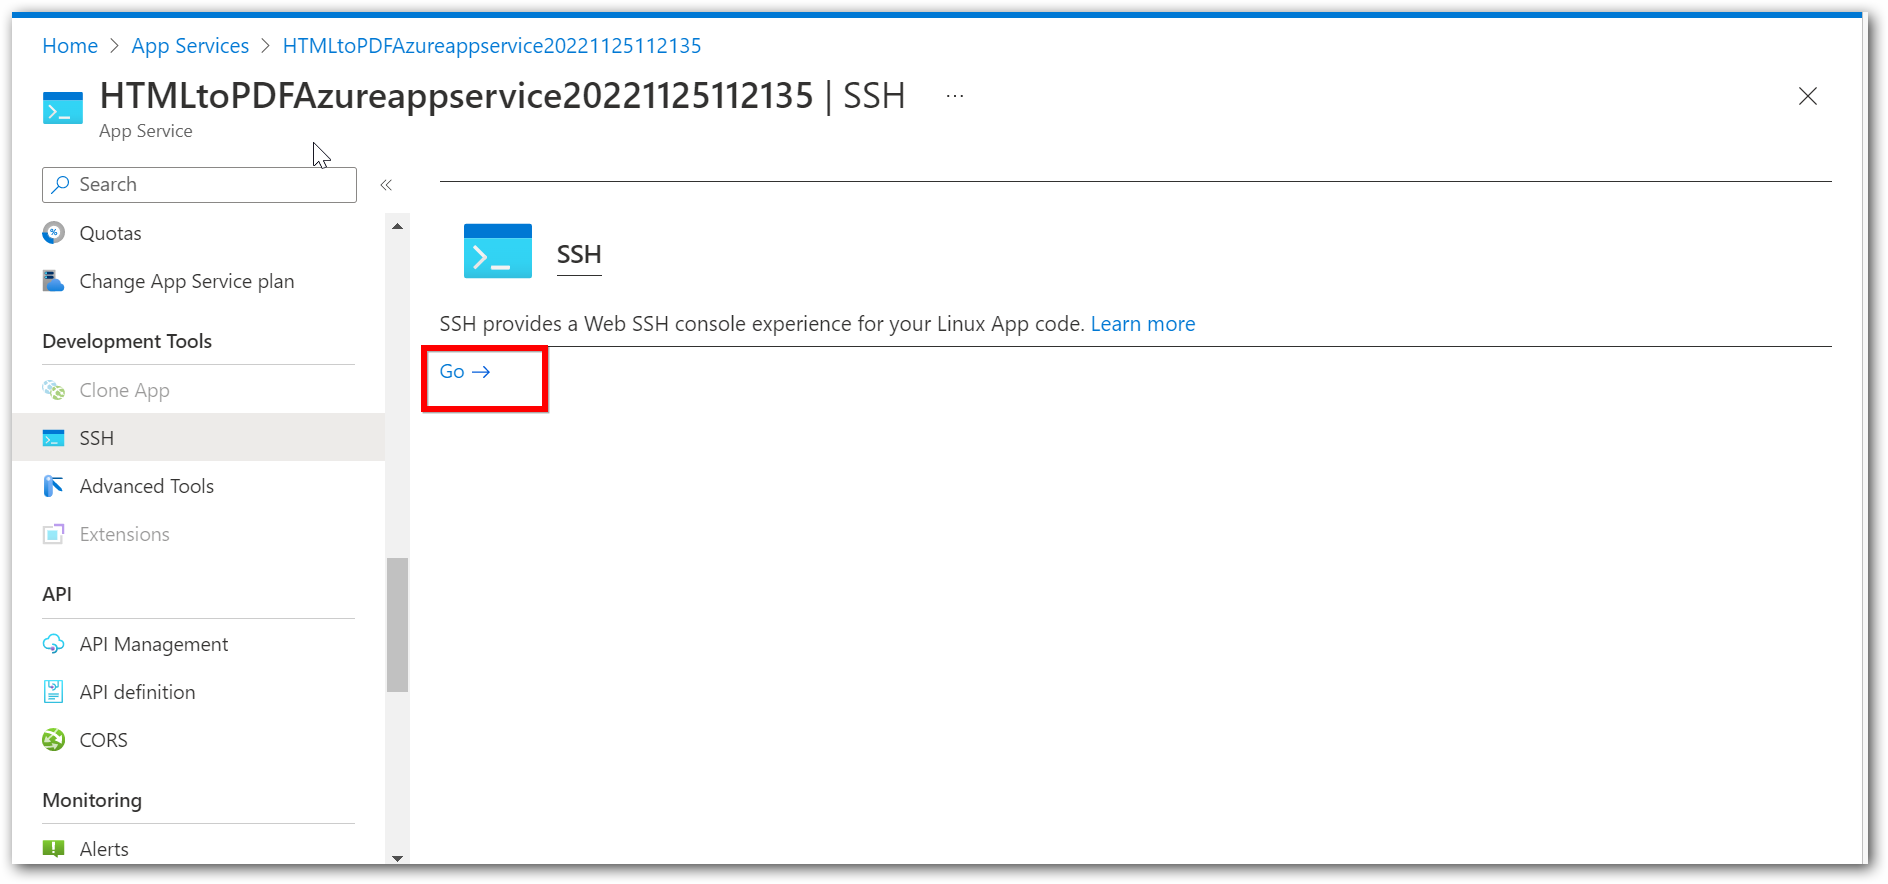 Home > App Services > HTMLtoPDFAzureappservice20221125112135
HTMLtoPDFAzureappservice20221125112135 | SSH ...
App Service
Search
«
Quotas
Change App Service plan
Development Tools
Clone App
SSH
Advanced Tools
Extensions
API
API Management
API definition
CORS
Monitoring
Alerts
SSH
SSH provides a Web SSH console experience for your Linux App code. Learn more
Go →